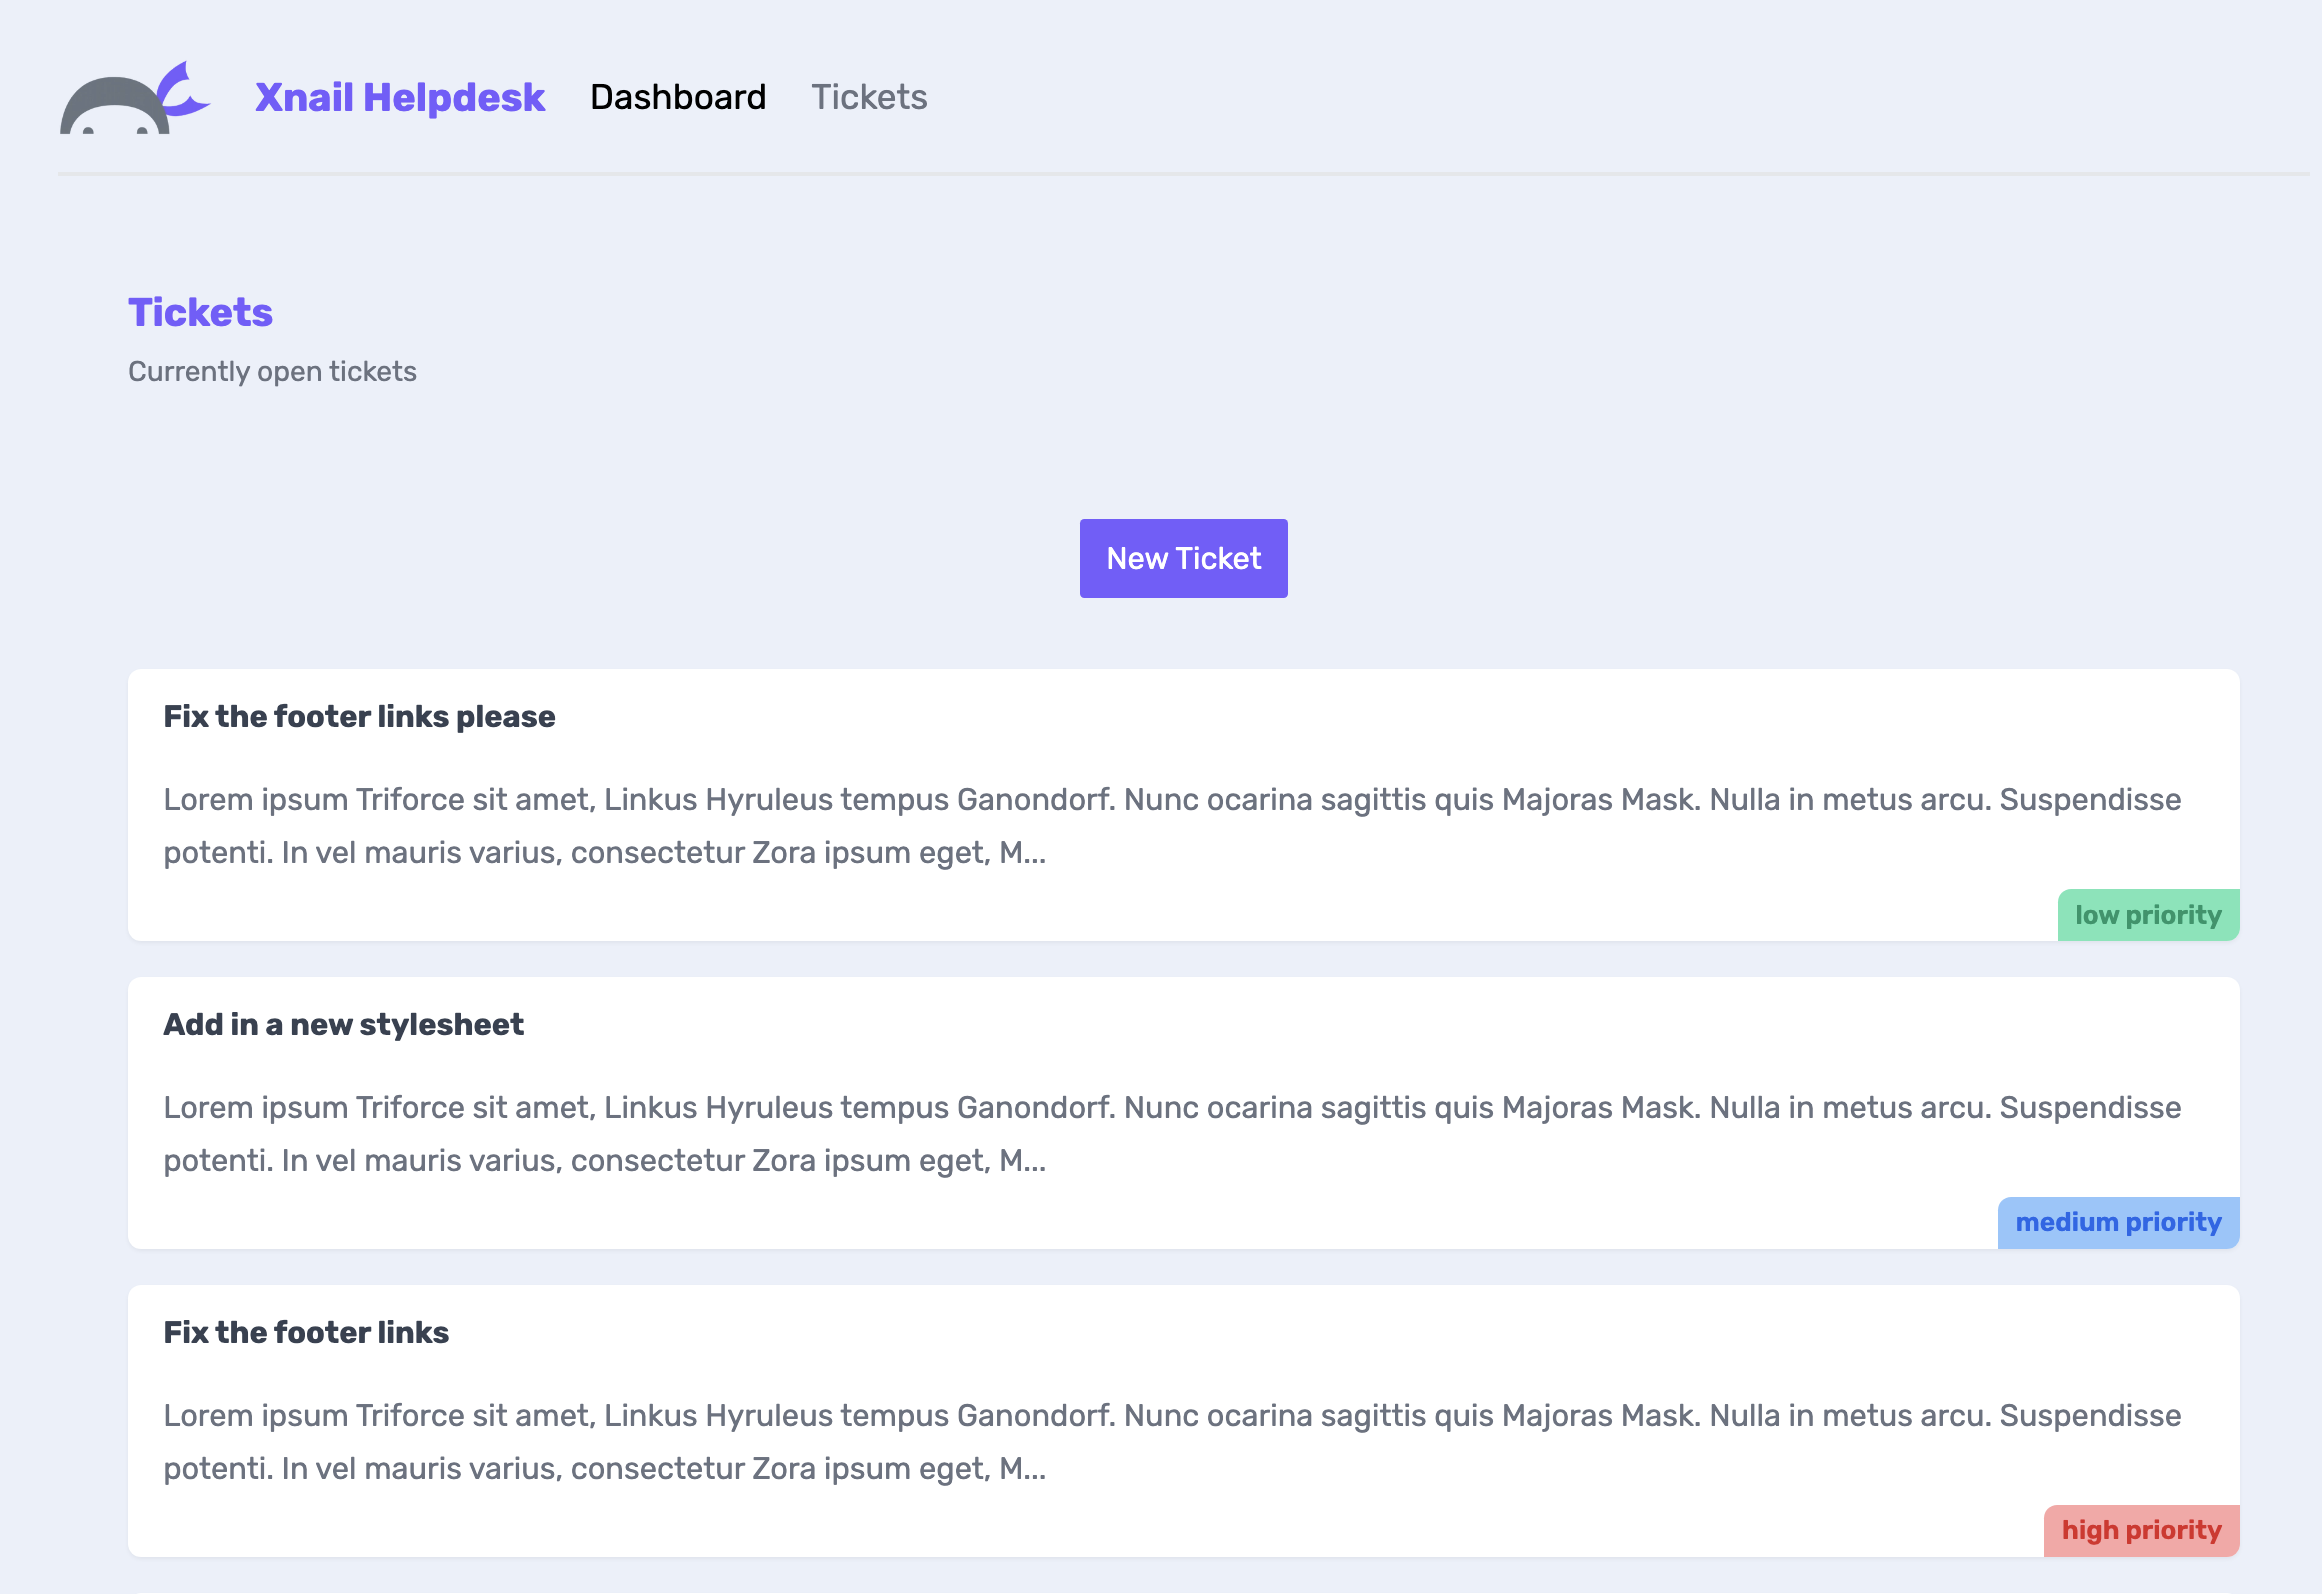 Xnail Helpdesk Dashboard Tickets
Tickets
Currently open tickets
New Ticket
Fix the footer links please
Lorem ipsum Triforce sit amet, Linkus Hyruleus tempus Ganondorf. Nunc ocarina sagittis quis Majoras Mask. Nulla in metus arcu. Suspendisse
potenti. In vel mauris varius, consectetur Zora ipsum eget, M...
low priority
Add in a new stylesheet
Lorem ipsum Triforce sit amet, Linkus Hyruleus tempus Ganondorf. Nunc ocarina sagittis quis Majoras Mask. Nulla in metus arcu. Suspendisse
potenti. In vel mauris varius, consectetur Zora ipsum eget, M...
medium priority
Fix the footer links
Lorem ipsum Triforce sit amet, Linkus Hyruleus tempus Ganondorf. Nunc ocarina sagittis quis Majoras Mask. Nulla in metus arcu. Suspendisse
potenti. In vel mauris varius, consectetur Zora ipsum eget, M...
high priority